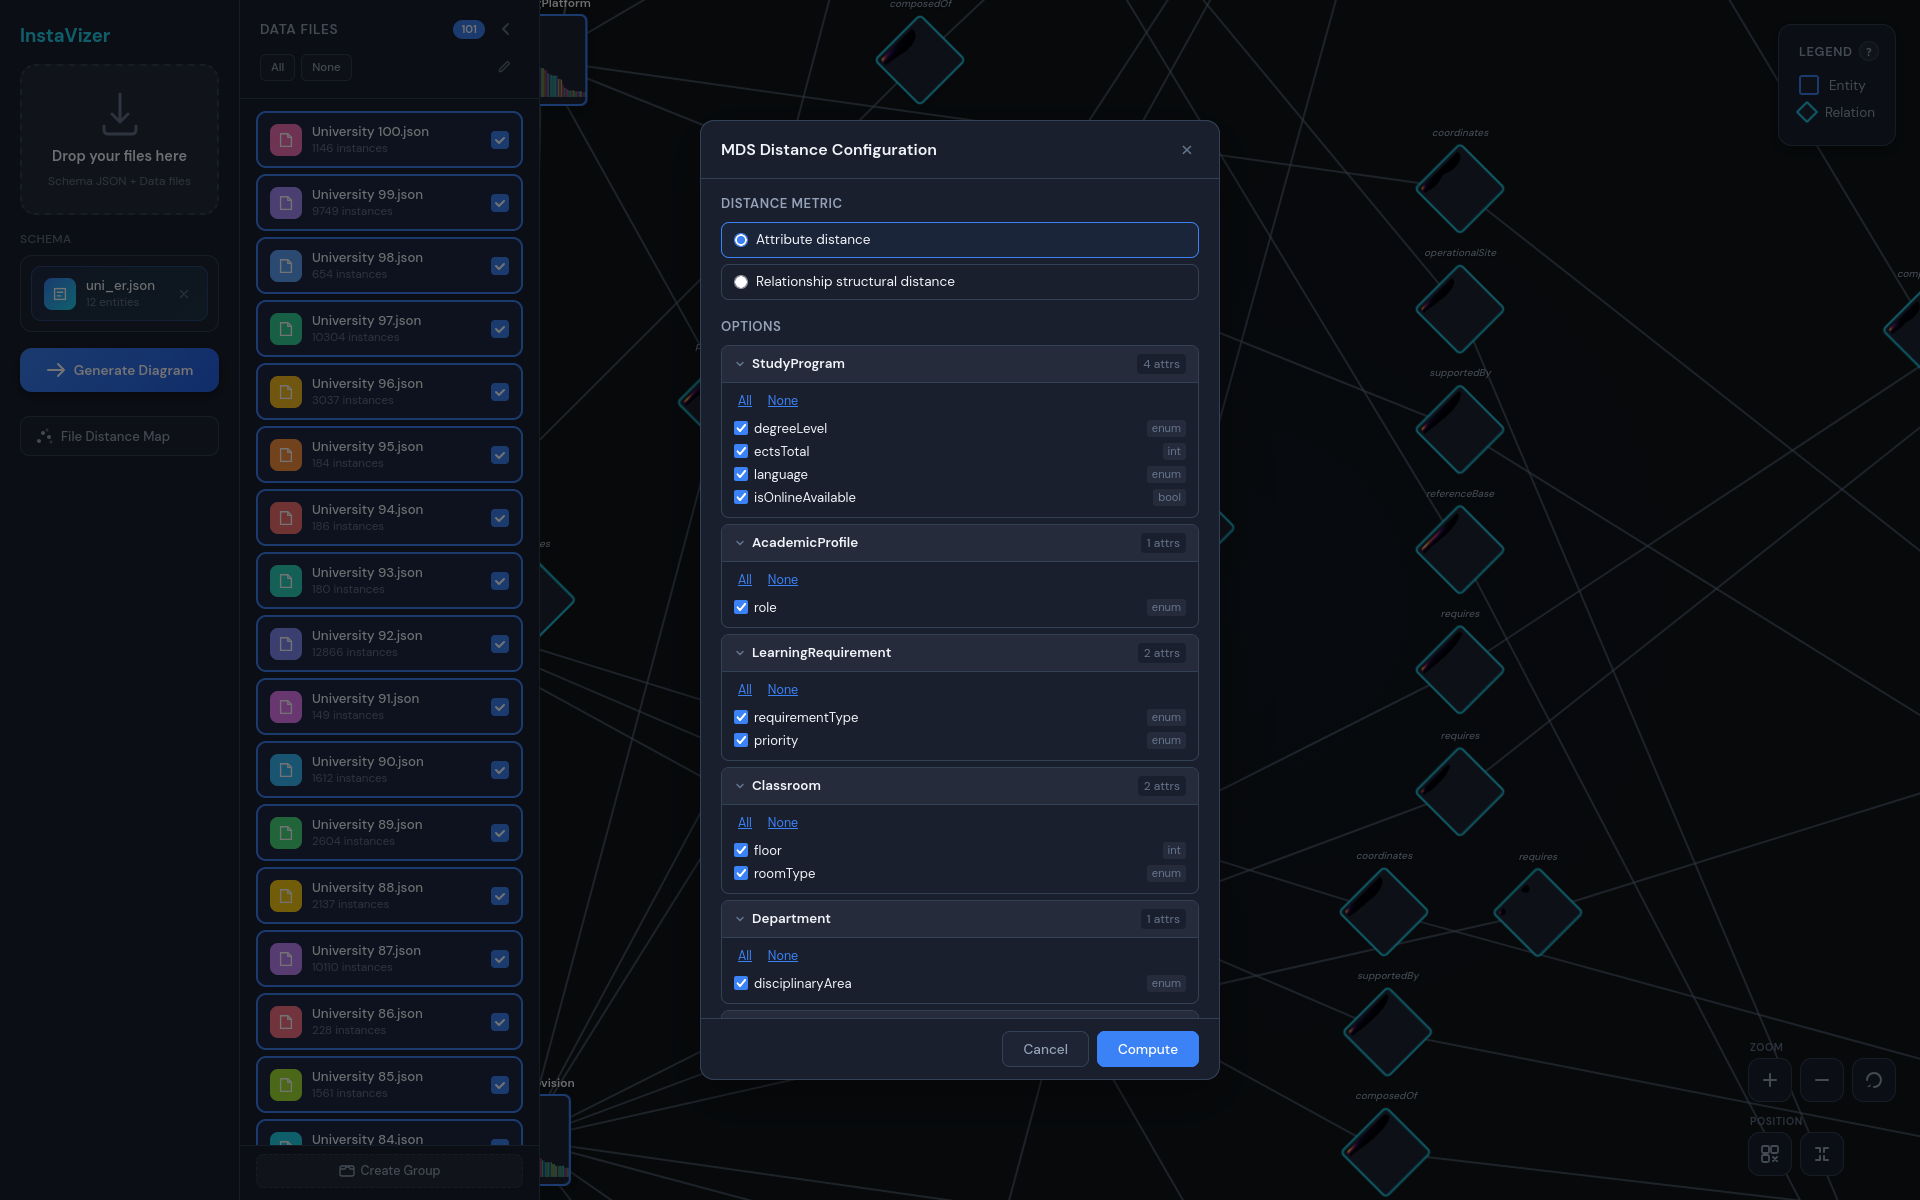 InstaVizer
Drop your files here
Schema JSON + Data files
SCHEMA
uni_er.json
12 entities
Generate Diagram
File Distance Map
DATA FILES
101
All
None
University 100.json
1146 instances
University 99.json
9749 instances
University 98.json
654 instances
University 97.json
10304 instances
University 96.json
3037 instances
University 95.json
184 instances
University 94.json
186 instances
University 93.json
180 instances
University 92.json
12866 instances
University 91.json
149 instances
University 90.json
1612 instances
University 89.json
2604 instances
University 88.json
2137 instances
University 87.json
10110 instances
University 86.json
228 instances
University 85.json
1561 instances
University 84.json
Create Group
MDS Distance Configuration
DISTANCE METRIC
Attribute distance
Relationship structural distance
OPTIONS
StudyProgram
4 attrs
All
None
degreeLevel
enum
ectsTotal
int
language
enum
isOnlineAvailable
bool
AcademicProfile
1 attrs
All
None
role
enum
LearningRequirement
2 attrs
All
None
requirementType
enum
priority
enum
Classroom
2 attrs
All
None
floor
int
roomType
enum
Department
1 attrs
All
None
disciplinaryArea
enum
Cancel
Compute
Platform
composedOf
coordinates
operationalSite
supportedBy
referenceBase
requires
requires
coordinates
requires
supportedBy
composedOf
LEGEND
?
Entity
Relation
ZOOM
POSITION